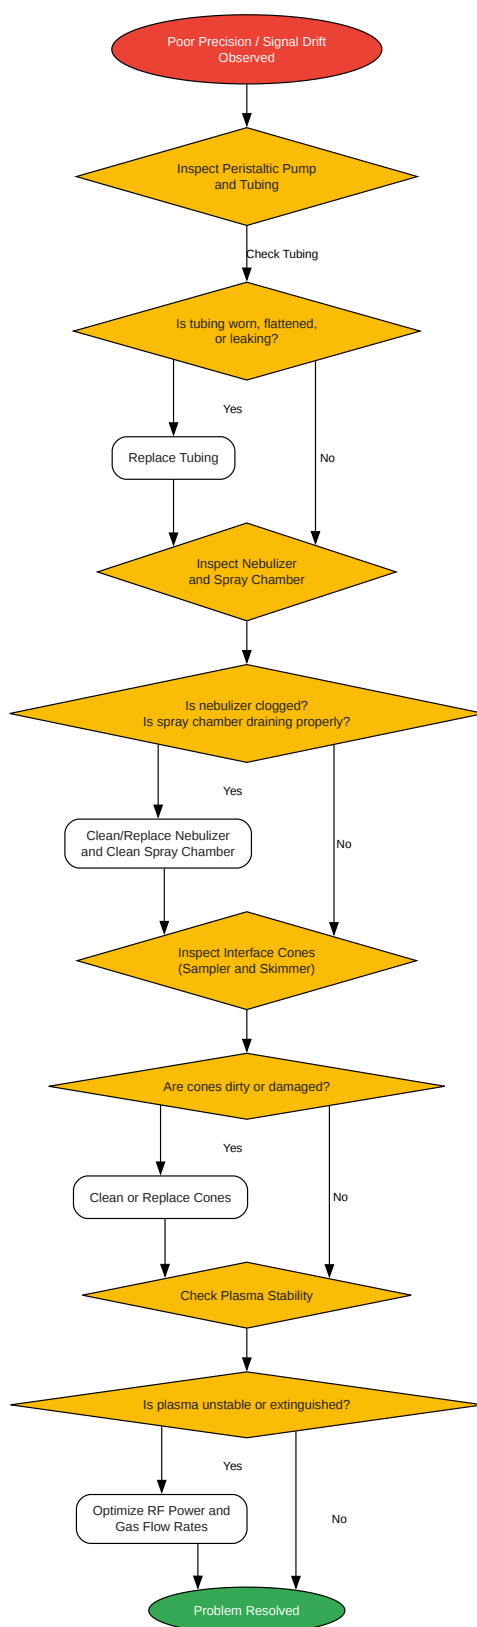 Poor Precision / Signal Drift
Observed
Inspect Peristaltic Pump
and Tubing
Check Tubing
Is tubing worn, flattened,
or leaking?
Yes
Replace Tubing
No
Inspect Nebulizer
and Spray Chamber
Is nebulizer clogged?
Is spray chamber draining properly?
Yes
Clean/Replace Nebulizer
and Clean Spray Chamber
No
Inspect Interface Cones
(Sampler and Skimmer)
Are cones dirty or damaged?
Yes
Clean or Replace Cones
No
Check Plasma Stability
Is plasma unstable or extinguished?
Yes
Optimize RF Power and
Gas Flow Rates
No
Problem Resolved